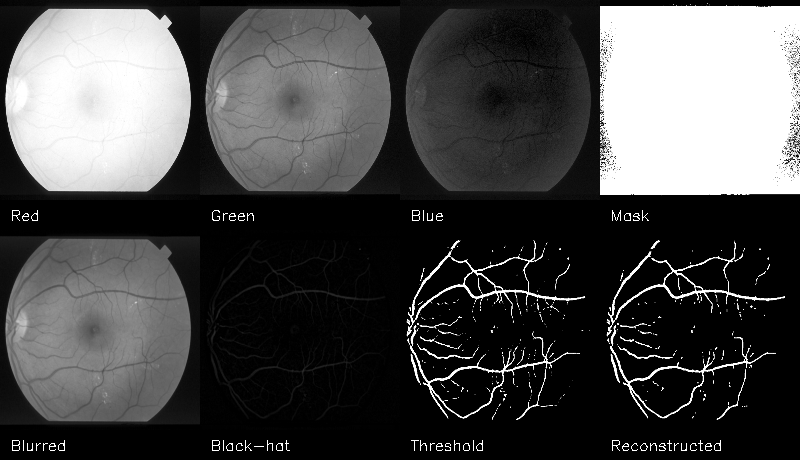 Red
Green
Blue
Mask
Blurred
Black-hat
Threshold
Reconstructed